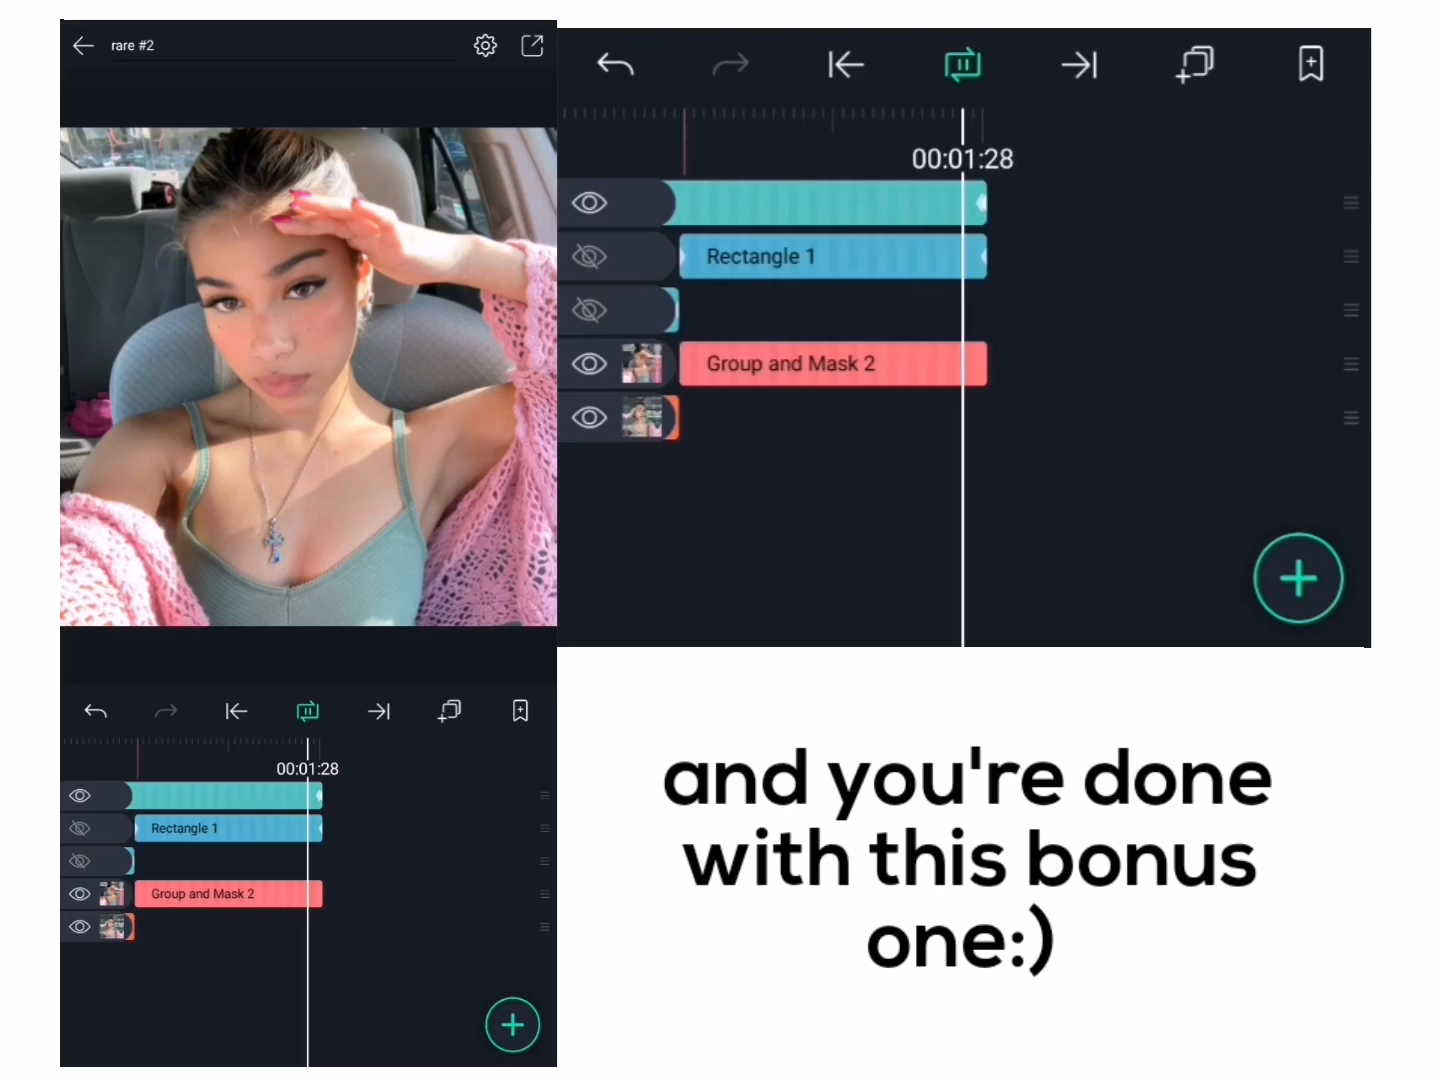 rare #2
00:01:28
Rectangle 1
Group and Mask 2
00:01:28
Rectangle 1
Group and Mask 2
and you're done
with this bonus
one:)